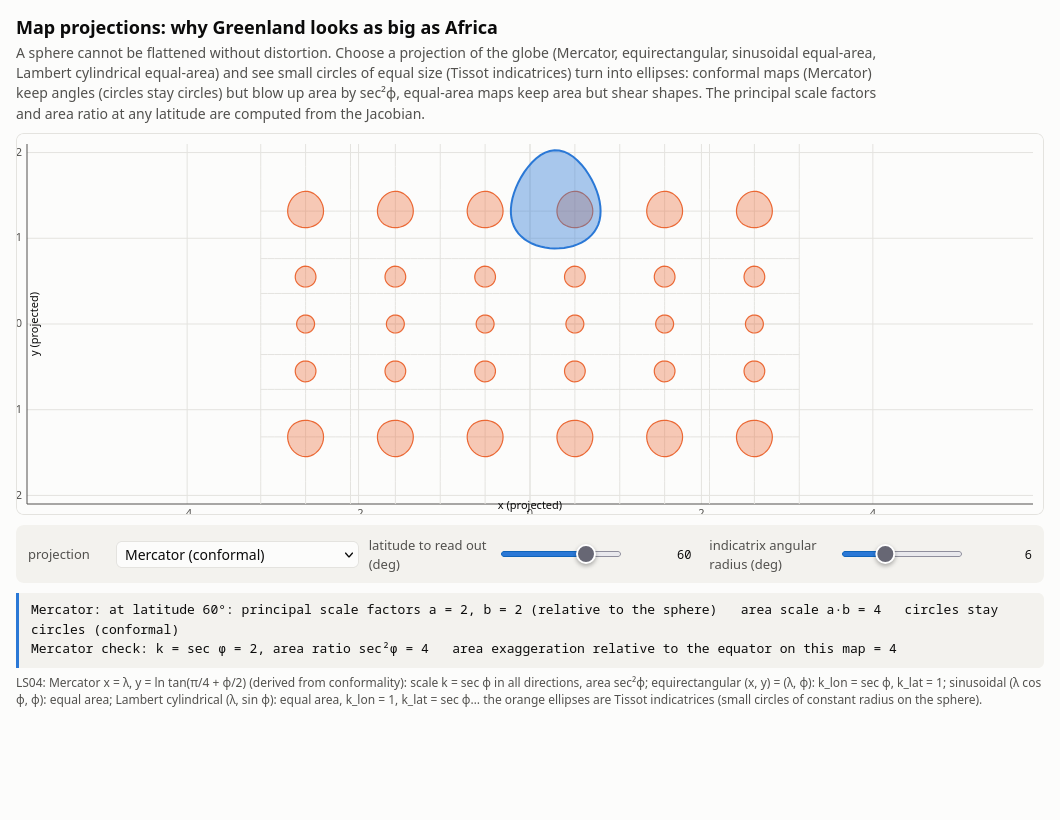 Map projections: why Greenland looks as big as Africa
A sphere cannot be flattened without distortion. Choose a projection of the globe (Mercator, equirectangular, sinusoidal equal-area,
Lambert cylindrical equal-area) and see small circles of equal size (Tissot indicatrices) turn into ellipses: conformal maps (Mercator)
keep angles (circles stay circles) but blow up area by sec²ϕ, equal-area maps keep area but shear shapes. The principal scale factors
and area ratio at any latitude are computed from the Jacobian.
2
1
y (projected)
0
1
2
x (projected)
4
2
0
2
4
projection
Mercator (conformal)
latitude to read out
(deg)
60
indicatrix angular
radius (deg)
6
Mercator: at latitude 60°: principal scale factors a = 2, b = 2 (relative to the sphere) area scale a·b = 4 circles stay
circles (conformal)
Mercator check: k = sec φ = 2, area ratio sec²φ = 4 area exaggeration relative to the equator on this map = 4
LS04: Mercator x = λ, y = ln tan(π/4 + ϕ/2) (derived from conformality): scale k = sec ϕ in all directions, area sec²ϕ; equirectangular (x, y) = (λ, ϕ): k_lon = sec ϕ, k_lat = 1; sinusoidal (λ cos
ϕ, ϕ): equal area; Lambert cylindrical (λ, sin ϕ): equal area, k_lon = 1, k_lat = sec ϕ... the orange ellipses are Tissot indicatrices (small circles of constant radius on the sphere).